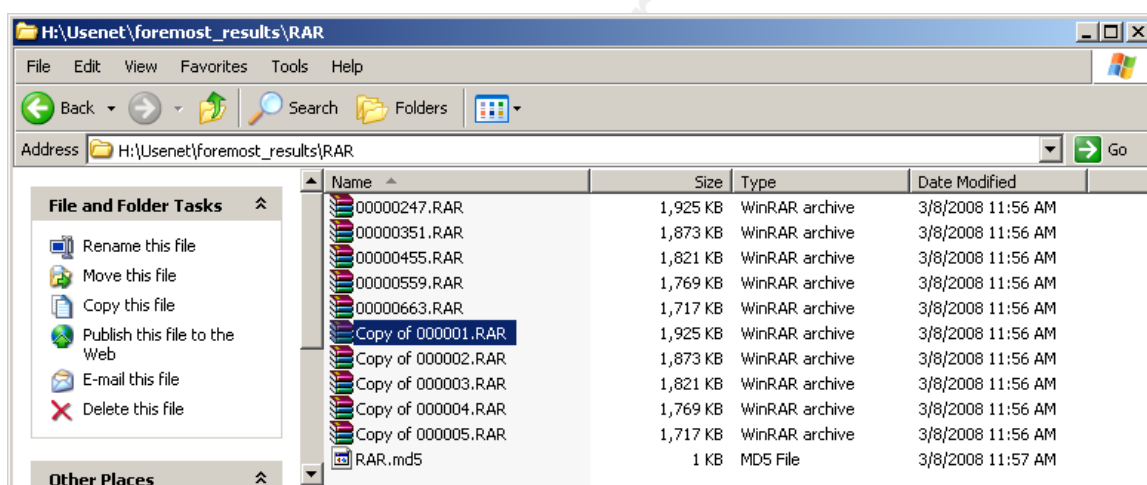 H:\Usenet\foremost_results\RAR
File Edit View Favorites Tools Help
Back Search Folders
Address H:\Usenet\foremost_results\RAR Go
File and Folder Tasks
Rename this file
Move this file
Copy this file
Publish this file to the
Web
E-mail this file
Delete this file
Other Places
Name Size Type Date Modified
00000247.RAR 1,925 KB WinRAR archive 3/8/2008 11:56 AM
00000351.RAR 1,873 KB WinRAR archive 3/8/2008 11:56 AM
00000455.RAR 1,821 KB WinRAR archive 3/8/2008 11:56 AM
00000559.RAR 1,769 KB WinRAR archive 3/8/2008 11:56 AM
00000663.RAR 1,717 KB WinRAR archive 3/8/2008 11:56 AM
Copy of 000001.RAR 1,925 KB WinRAR archive 3/8/2008 11:56 AM
Copy of 000002.RAR 1,873 KB WinRAR archive 3/8/2008 11:56 AM
Copy of 000003.RAR 1,821 KB WinRAR archive 3/8/2008 11:56 AM
Copy of 000004.RAR 1,769 KB WinRAR archive 3/8/2008 11:56 AM
Copy of 000005.RAR 1,717 KB WinRAR archive 3/8/2008 11:56 AM
RAR.md5 1 KB MD5 File 3/8/2008 11:57 AM